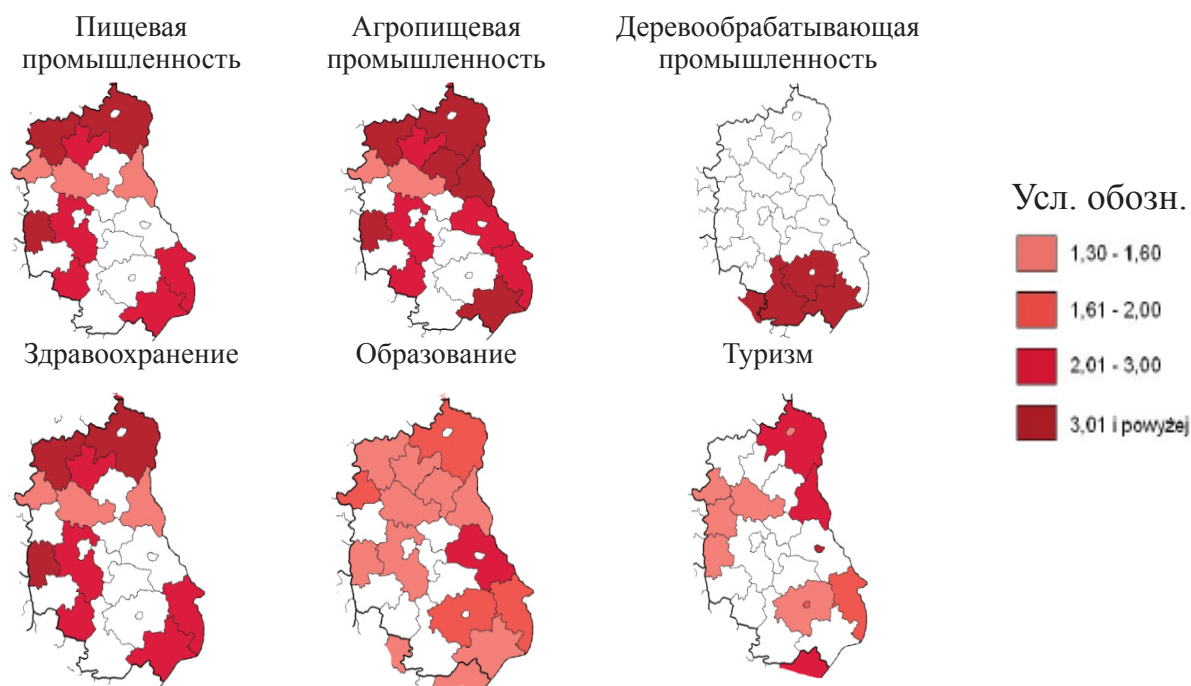 Пищевая
промышленность
Агропищевая
промышленность
Деревообрабатывающая
промышленность
Здравоохранение
Образование
Туризм
Усл. обозн.
1,30 - 1,60
1,61 - 2,00
2,01 - 3,00
3,01 i powyżej